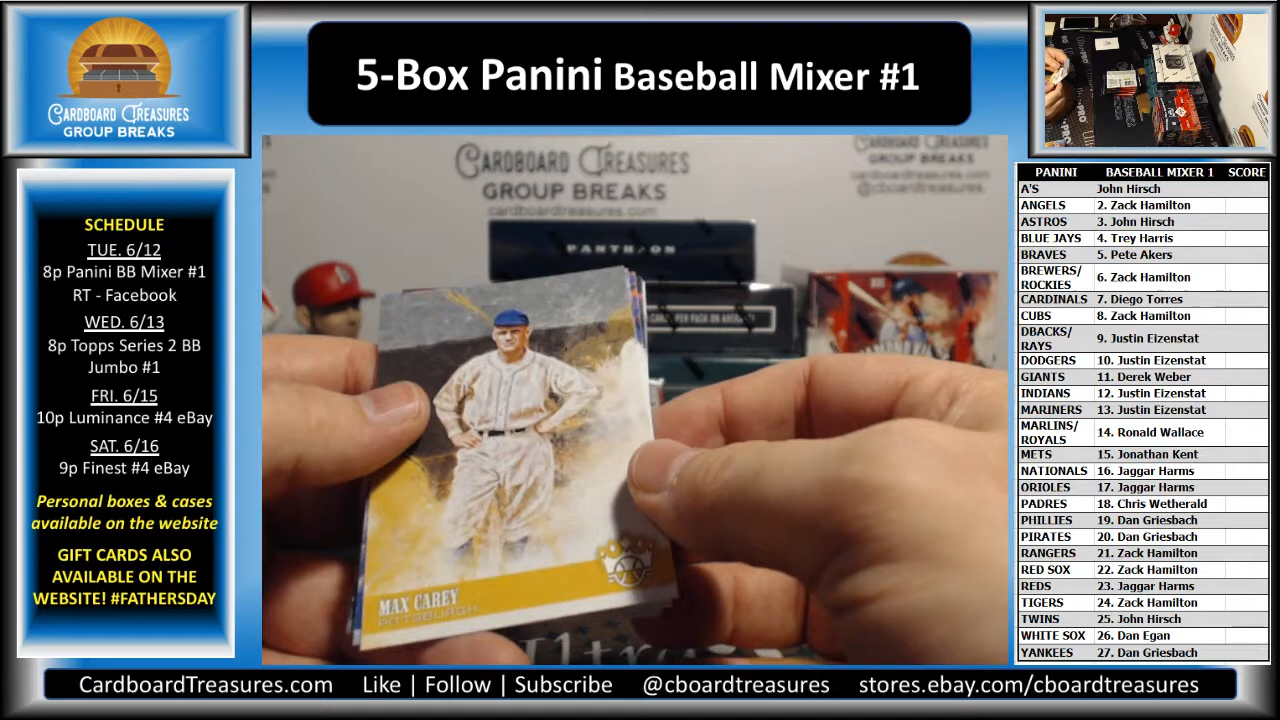 5-Box Panini Baseball Mixer #1
CARDBOARD TREASURES
GROUP BREAKS
SCHEDULE
TUE. 6/12
8p Panini BB Mixer #1
RT - Facebook
WED. 6/13
8p Topps Series 2 BB
Jumbo #1
FRI. 6/15
10p Luminance #4 eBay
SAT. 6/16
9p Finest #4 eBay
Personal boxes & cases
available on the website
GIFT CARDS ALSO
AVAILABLE ON THE
WEBSITE! #FATHERSDAY
CARDBOARD TREASURES
GROUP BREAKS
cardboardtreasures.com
CARDBOARD TREASURES
GROUP BREAKS
@cboardtreasures
PANTHEON
CARD PER PACK ON AVERAGE
MAX CAREY
PITTSBURGH
PANINI BASEBALL MIXER 1 SCORE
A'S John Hirsch
ANGELS 2. Zack Hamilton
ASTROS 3. John Hirsch
BLUE JAYS 4. Trey Harris
BRAVES 5. Pete Akers
BREWERS/
ROCKIES 6. Zack Hamilton
CARDINALS 7. Diego Torres
CUBS 8. Zack Hamilton
DBACKS/
RAYS 9. Justin Eizenstat
DODGERS 10. Justin Eizenstat
GIANTS 11. Derek Weber
INDIANS 12. Justin Eizenstat
MARINERS 13. Justin Eizenstat
MARLINS/
ROYALS 14. Ronald Wallace
METS 15. Jonathan Kent
NATIONALS 16. Jaggar Harms
ORIOLES 17. Jaggar Harms
PADRES 18. Chris Wetherald
PHILLIES 19. Dan Griesbach
PIRATES 20. Dan Griesbach
RANGERS 21. Zack Hamilton
RED SOX 22. Zack Hamilton
REDS 23. Jaggar Harms
TIGERS 24. Zack Hamilton
TWINS 25. John Hirsch
WHITE SOX 26. Dan Egan
YANKEES 27. Dan Griesbach
CardboardTreasures.com Like | Follow | Subscribe @cboardtreasures stores.ebay.com/cboardtreasures